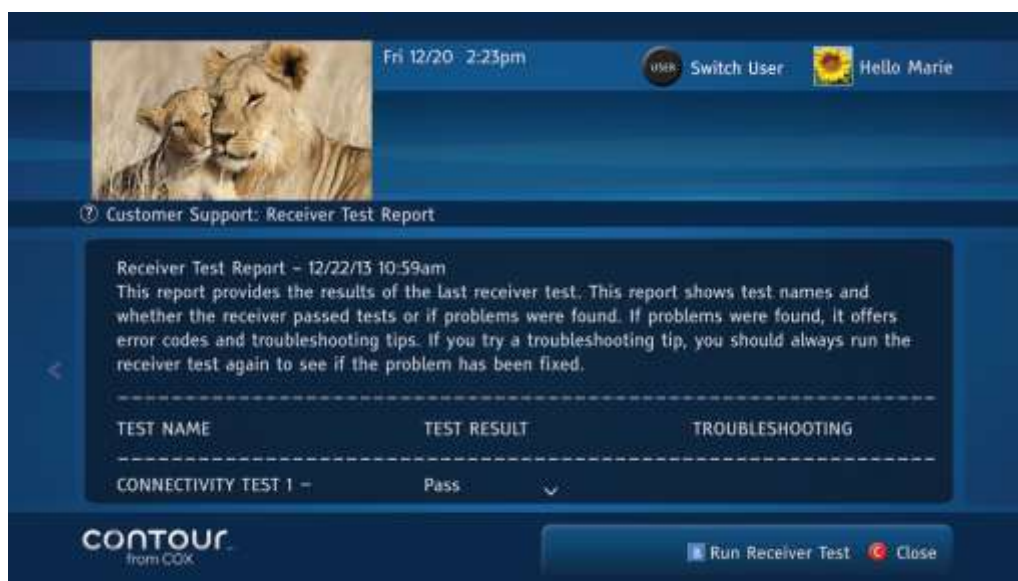 Fri 12/20 2:23pm
USER Switch User
Hello Marie
? Customer Support: Receiver Test Report
Receiver Test Report – 12/22/13 10:59am
This report provides the results of the last receiver test. This report shows test names and
whether the receiver passed tests or if problems were found. If problems were found, it offers
error codes and troubleshooting tips. If you try a troubleshooting tip, you should always run the
receiver test again to see if the problem has been fixed.
TEST NAME TEST RESULT TROUBLESHOOTING
CONNECTIVITY TEST 1 – Pass
contour
from COX
Run Receiver Test C Close